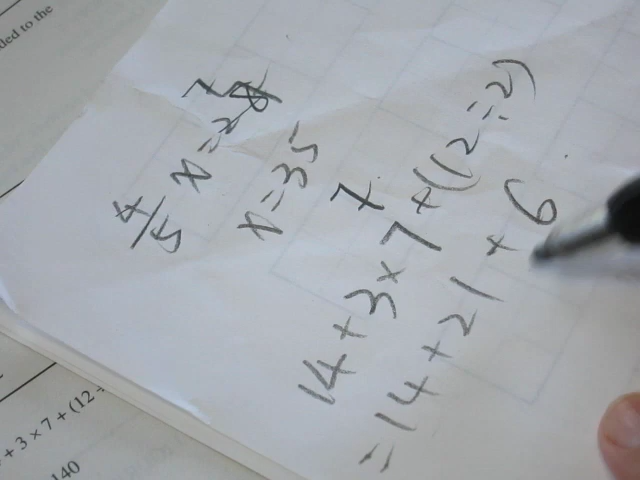 ded to the
4/5 x = 28
7
x = 35
7
14 + 3 × 7 + (12 ÷ 2)
= 14 + 21 + 6
+ 3 × 7 + (12 ÷
140